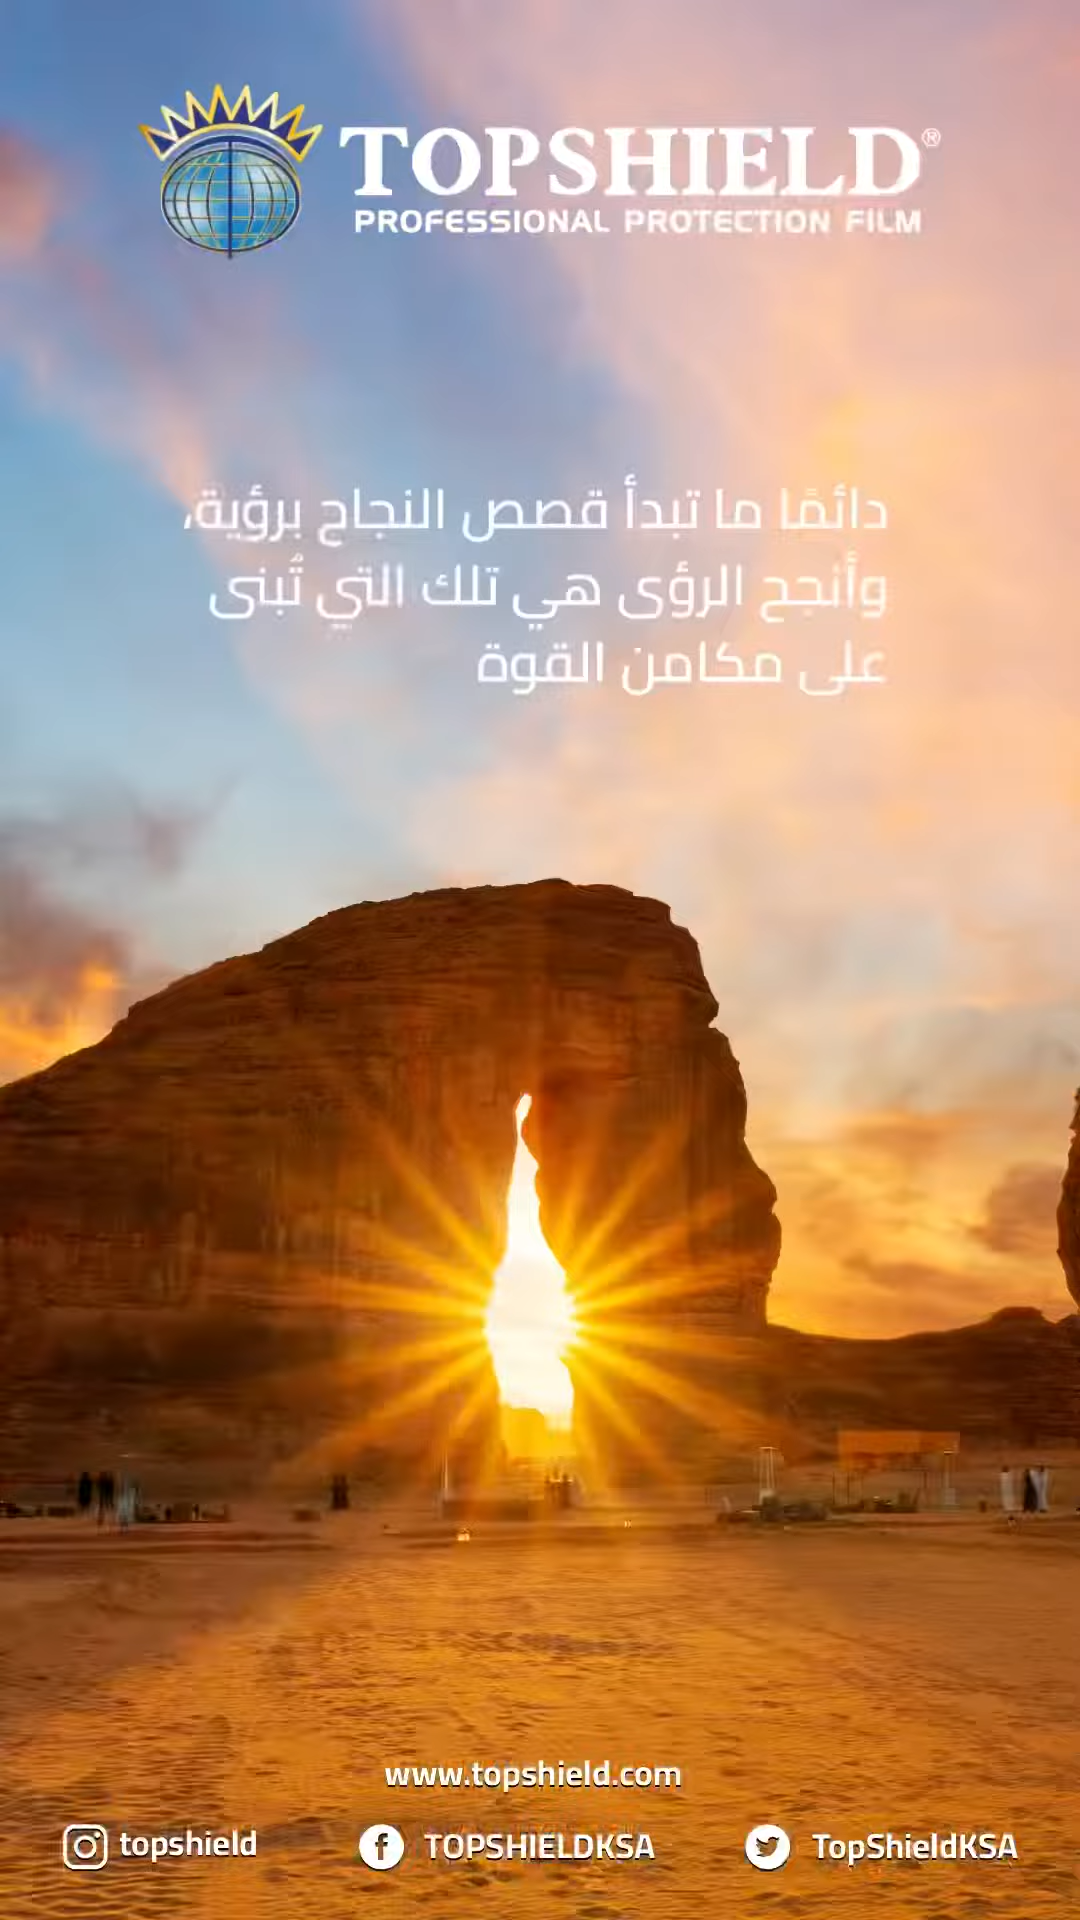 TOPSHIELD®
PROFESSIONAL PROTECTION FILM
دائمًا ما تبدأ قصص النجاح برؤية،
وأنجح الرؤى هي تلك التي تُبنى
على مكامن القوة
www.topshield.com
topshield TOPSHIELDKSA TopShieldKSA